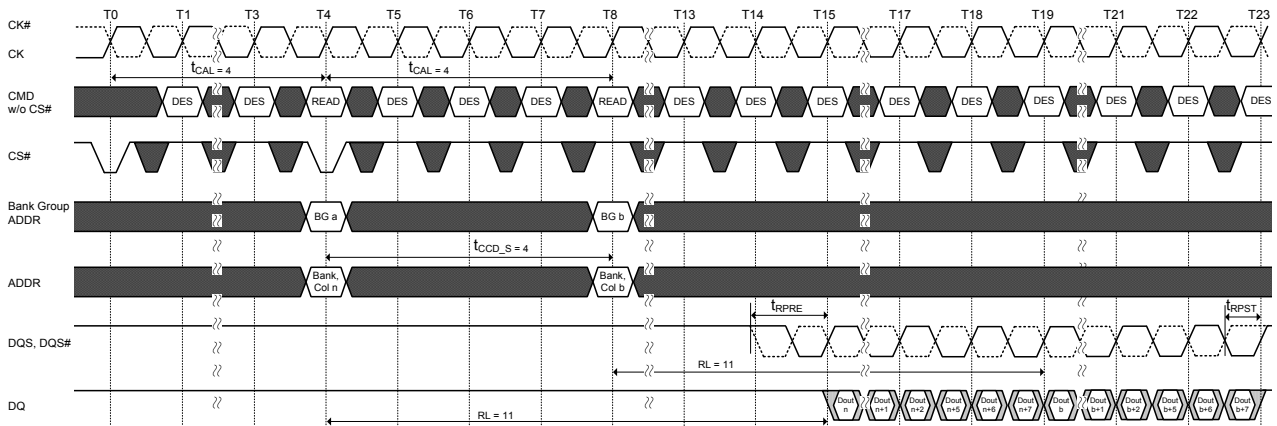 T0 T1 T3 T4 T5 T6 T7 T8 T13 T14 T15 T17 T18 T19 T21 T22 T23
CK#
CK
tCAL = 4 tCAL = 4
CMD
w/o CS#
DES DES READ DES DES DES READ DES DES DES DES DES DES DES DES DES
CS#
Bank Group
ADDR
BG a BG b
tCCD_S = 4
ADDR
Bank,
Col n
Bank,
Col b
tRPRE tRPST
DQS, DQS#
RL = 11
DQ
Dout
n
Dout
n+1
Dout
n+2
Dout
n+5
Dout
n+6
Dout
n+7
Dout
b
Dout
b+1
Dout
b+2
Dout
b+5
Dout
b+6
Dout
b+7
RL = 11